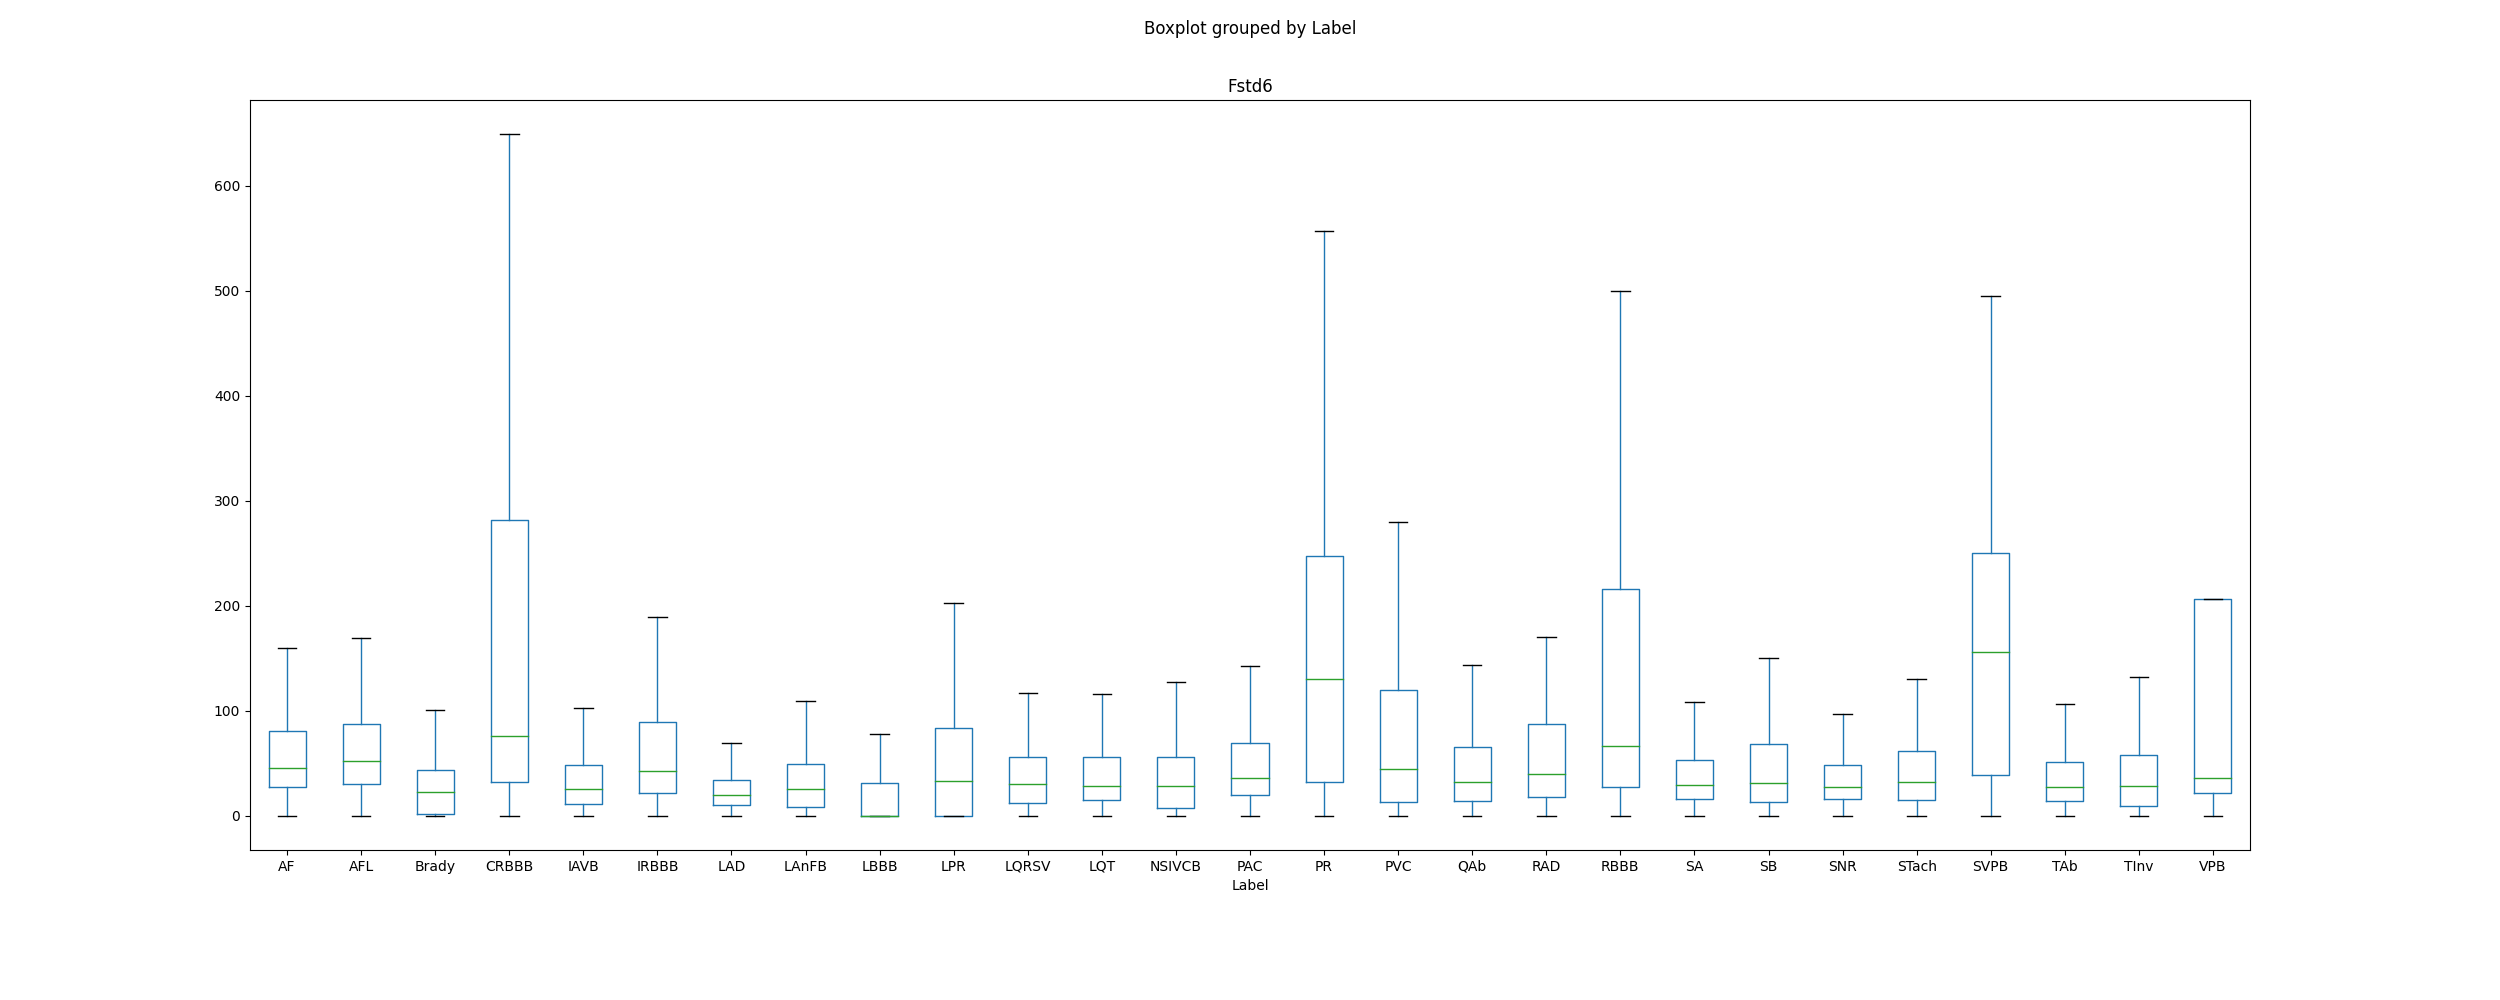 Boxplot grouped by Label
Fstd6
600
500
400
300
200
100
0
AF AFL Brady CRBBB IAVB IRBBB LAD LAnFB LBBB LPR LQRSV LQT NSIVCB PAC PR PVC QAb RAD RBBB SA SB SNR STach SVPB TAb TInv VPB
Label